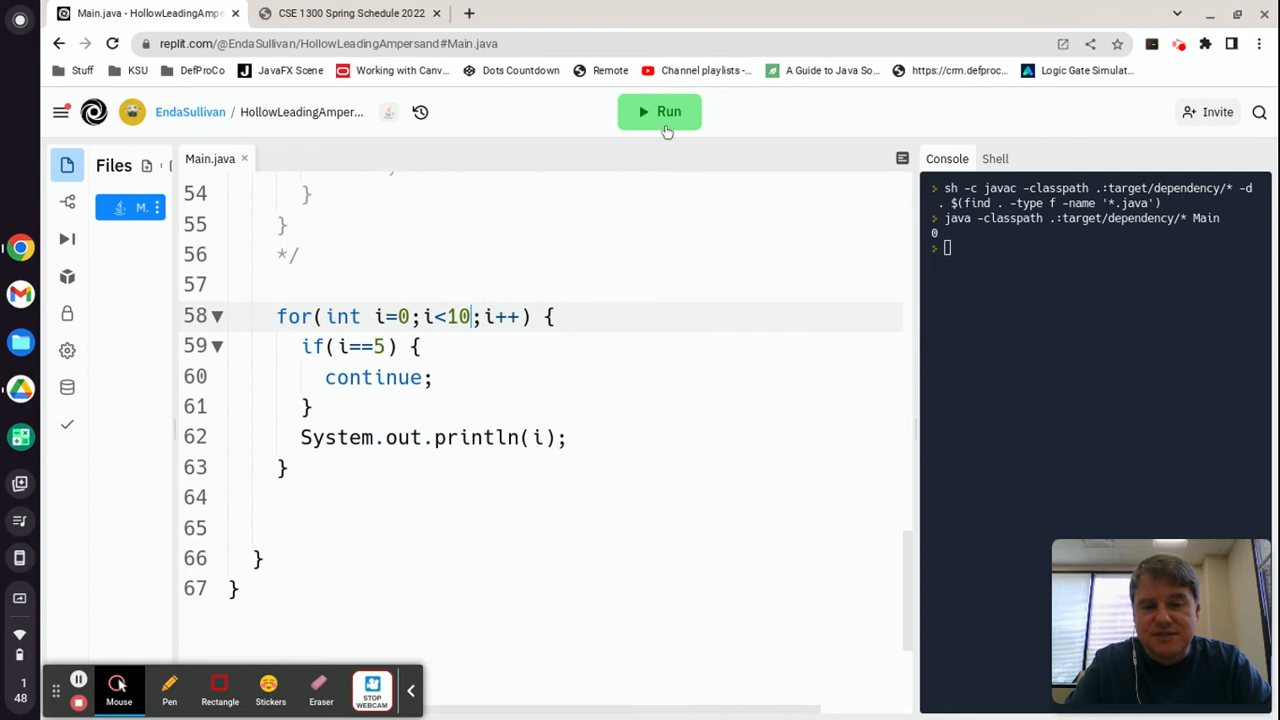 Main.java - HollowLeadingAmpe
CSE 1300 Spring Schedule 2022
replit.com/@EndaSullivan/HollowLeadingAmpersand#Main.java
Stuff
KSU
DefProCo
JavaFX Scene
Working with Canv...
Dots Countdown
Remote
Channel playlists -...
A Guide to Java So...
https://crm.defproc...
Logic Gate Simulat...
EndaSullivan / HollowLeadingAmper...
Run
Invite
Files
M.
Main.java
Console
Shell
54 }
55 }
56 */
57
58 for(int i=0;i<10;i++) {
59 if(i==5) {
60 continue;
61 }
62 System.out.println(i);
63 }
64
65
66 }
67 }
> sh -c javac -classpath .:target/dependency/* -d
. $(find . -type f -name '*.java')
> java -classpath .:target/dependency/* Main
0
>
1
48
Mouse
Pen
Rectangle
Stickers
Eraser
STOP
WEBCAM